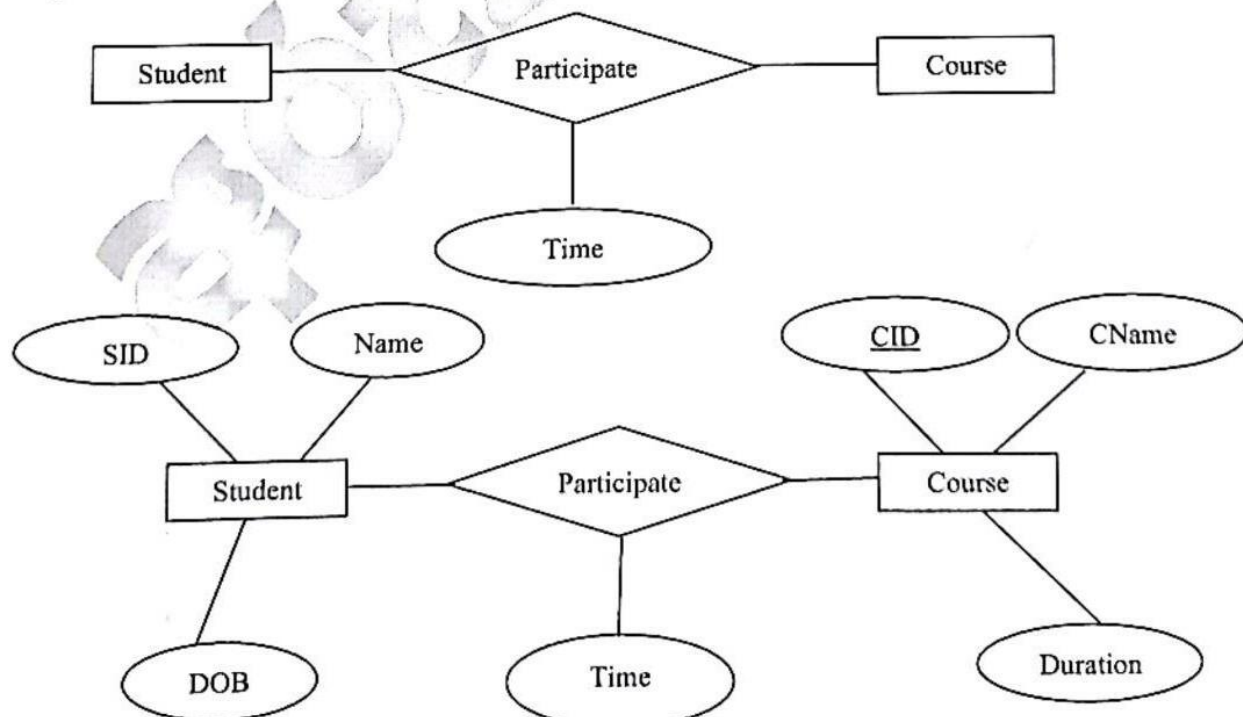 Student Participate Course
Time
SID Name CID CName
Student Participate Course
DOB Time Duration